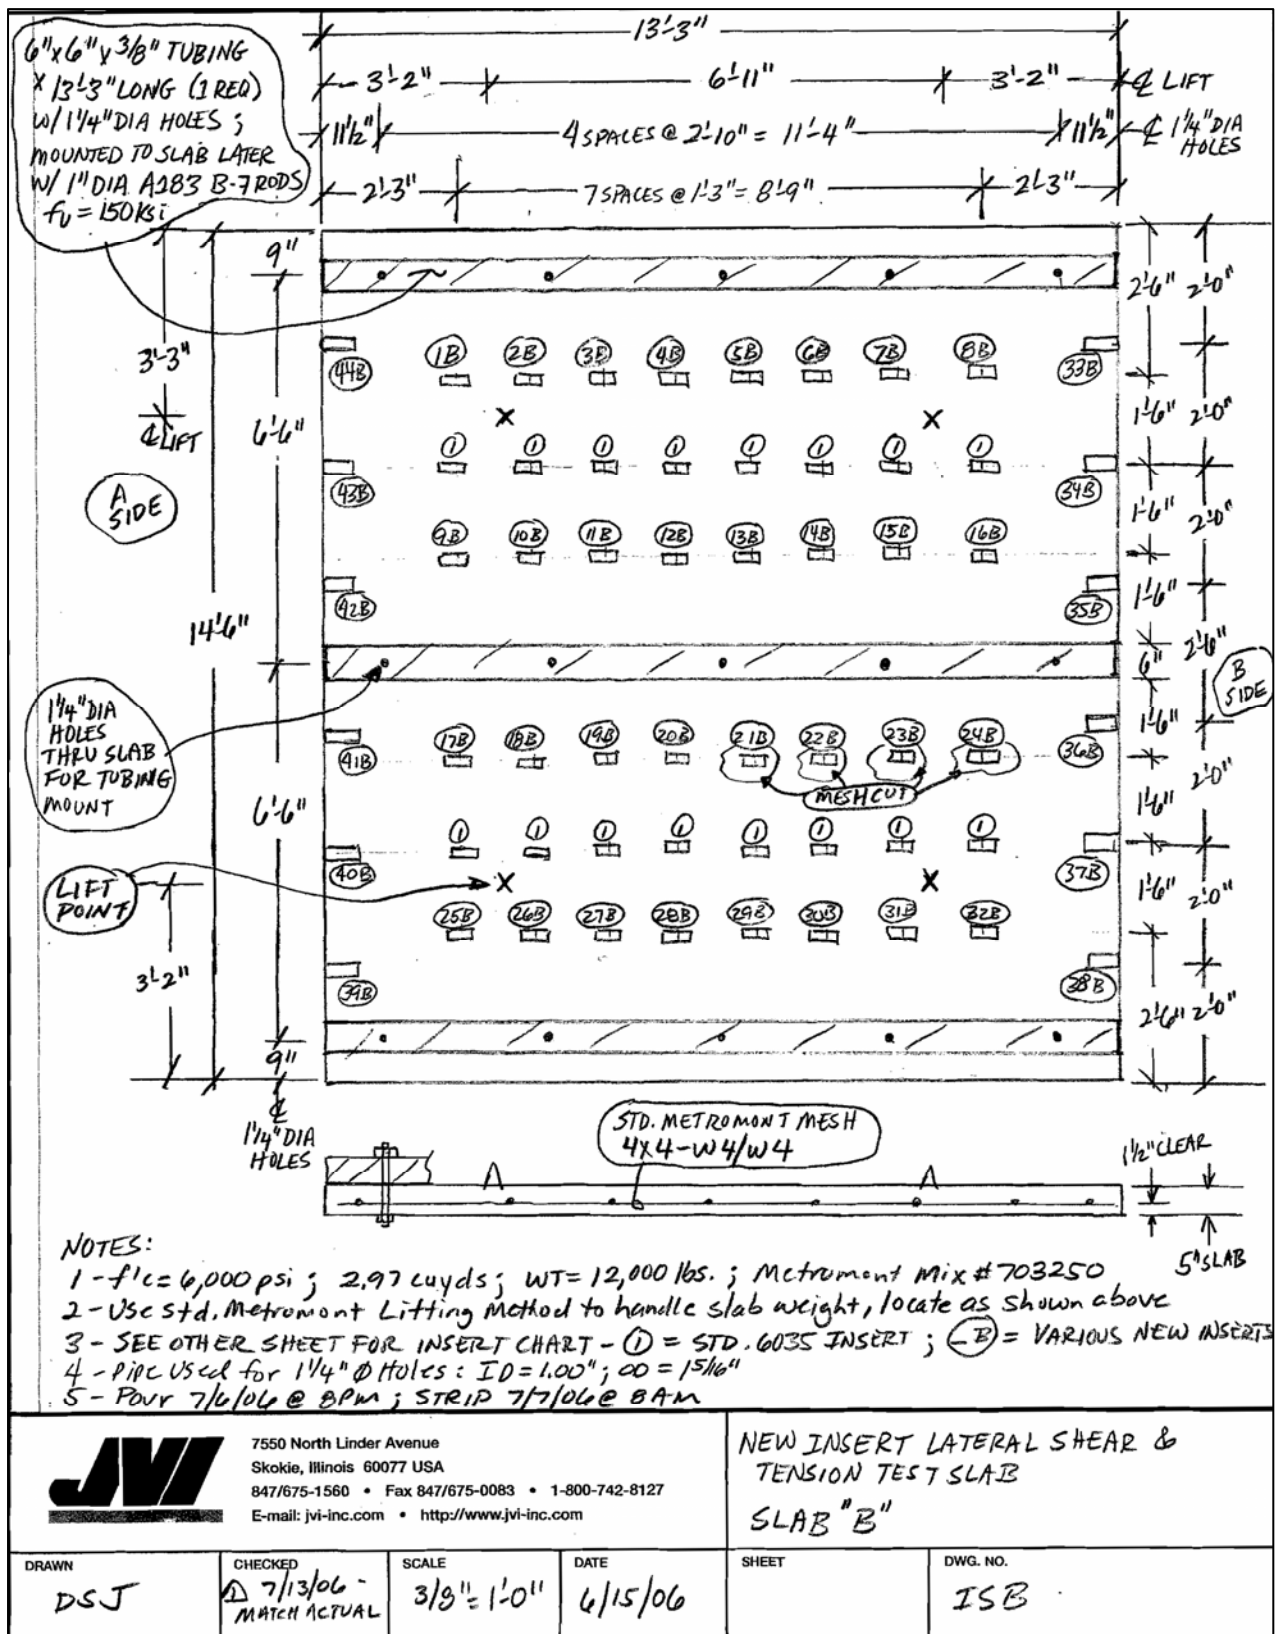 6"x6"x3/8" TUBING
x 13'-3" LONG (1 REQ)
W/ 1 1/4" DIA HOLES ;
MOUNTED TO SLAB LATER
W/ 1" DIA A183 B-7 RODS
fu = 150 ksi
13'-3"
3'-2" 6'-11" 3'-2" ℄ LIFT
11 1/2" 4 SPACES @ 2'-10" = 11'-4" 11 1/2" ℄ 1 1/4" DIA
HOLES
2'-3" 7 SPACES @ 1'-3" = 8'-9" 2'-3"
9"
2'-6" 2'-0"
3'-3"
44B 1B 2B 3B 4B 5B 6B 7B 8B 33B
℄ LIFT
6'-6"
1'-6" 2'-0"
1 1 1 1 1 1 1 1
A
SIDE
43B 34B
9B 10B 11B 12B 13B 14B 15B 16B
1'-6" 2'-0"
42B 35B
1'-6"
14'-6"
6" 2'-6"
B
SIDE
1 1/4" DIA
HOLES
THRU SLAB
FOR TUBING
MOUNT
1'-6"
41B 17B 18B 19B 20B 21B 22B 23B 24B 36B
MESH CUT
2'-0"
6'-6"
1'-6"
1 1 1 1 1 1 1 1
40B 37B
LIFT
POINT
1'-6" 2'-0"
25B 26B 27B 28B 29B 30B 31B 32B
3'-2"
39B 38B
2'-6" 2'-0"
9"
℄
1 1/4" DIA
HOLES
STD. METROMONT MESH
4x4-W4/W4
1 1/2" CLEAR
5" SLAB
NOTES:
1 - f'c = 6,000 psi ; 2.97 cuyds ; WT = 12,000 lbs. ; Metromont Mix # 703250
2 - Use std. Metromont Lifting Method to handle slab weight, locate as shown above
3 - SEE OTHER SHEET FOR INSERT CHART - 1 = STD. 6035 INSERT ; _B = VARIOUS NEW INSERTS
4 - Pipe Used for 1 1/4" Ø Holes : ID = 1.00" ; OD = 1 5/16"
5 - Pour 7/6/06 @ 8PM ; STRIP 7/7/06 @ 8AM
JVI
7550 North Linder Avenue
Skokie, Illinois 60077 USA
847/675-1560 • Fax 847/675-0083 • 1-800-742-8127
E-mail: jvi-inc.com • http://www.jvi-inc.com
NEW INSERT LATERAL SHEAR &
TENSION TEST SLAB
SLAB "B"
DRAWN
DSJ
CHECKED
1 7/13/06 -
MATCH ACTUAL
SCALE
3/8" = 1'-0"
DATE
6/15/06
SHEET
DWG. NO.
ISB